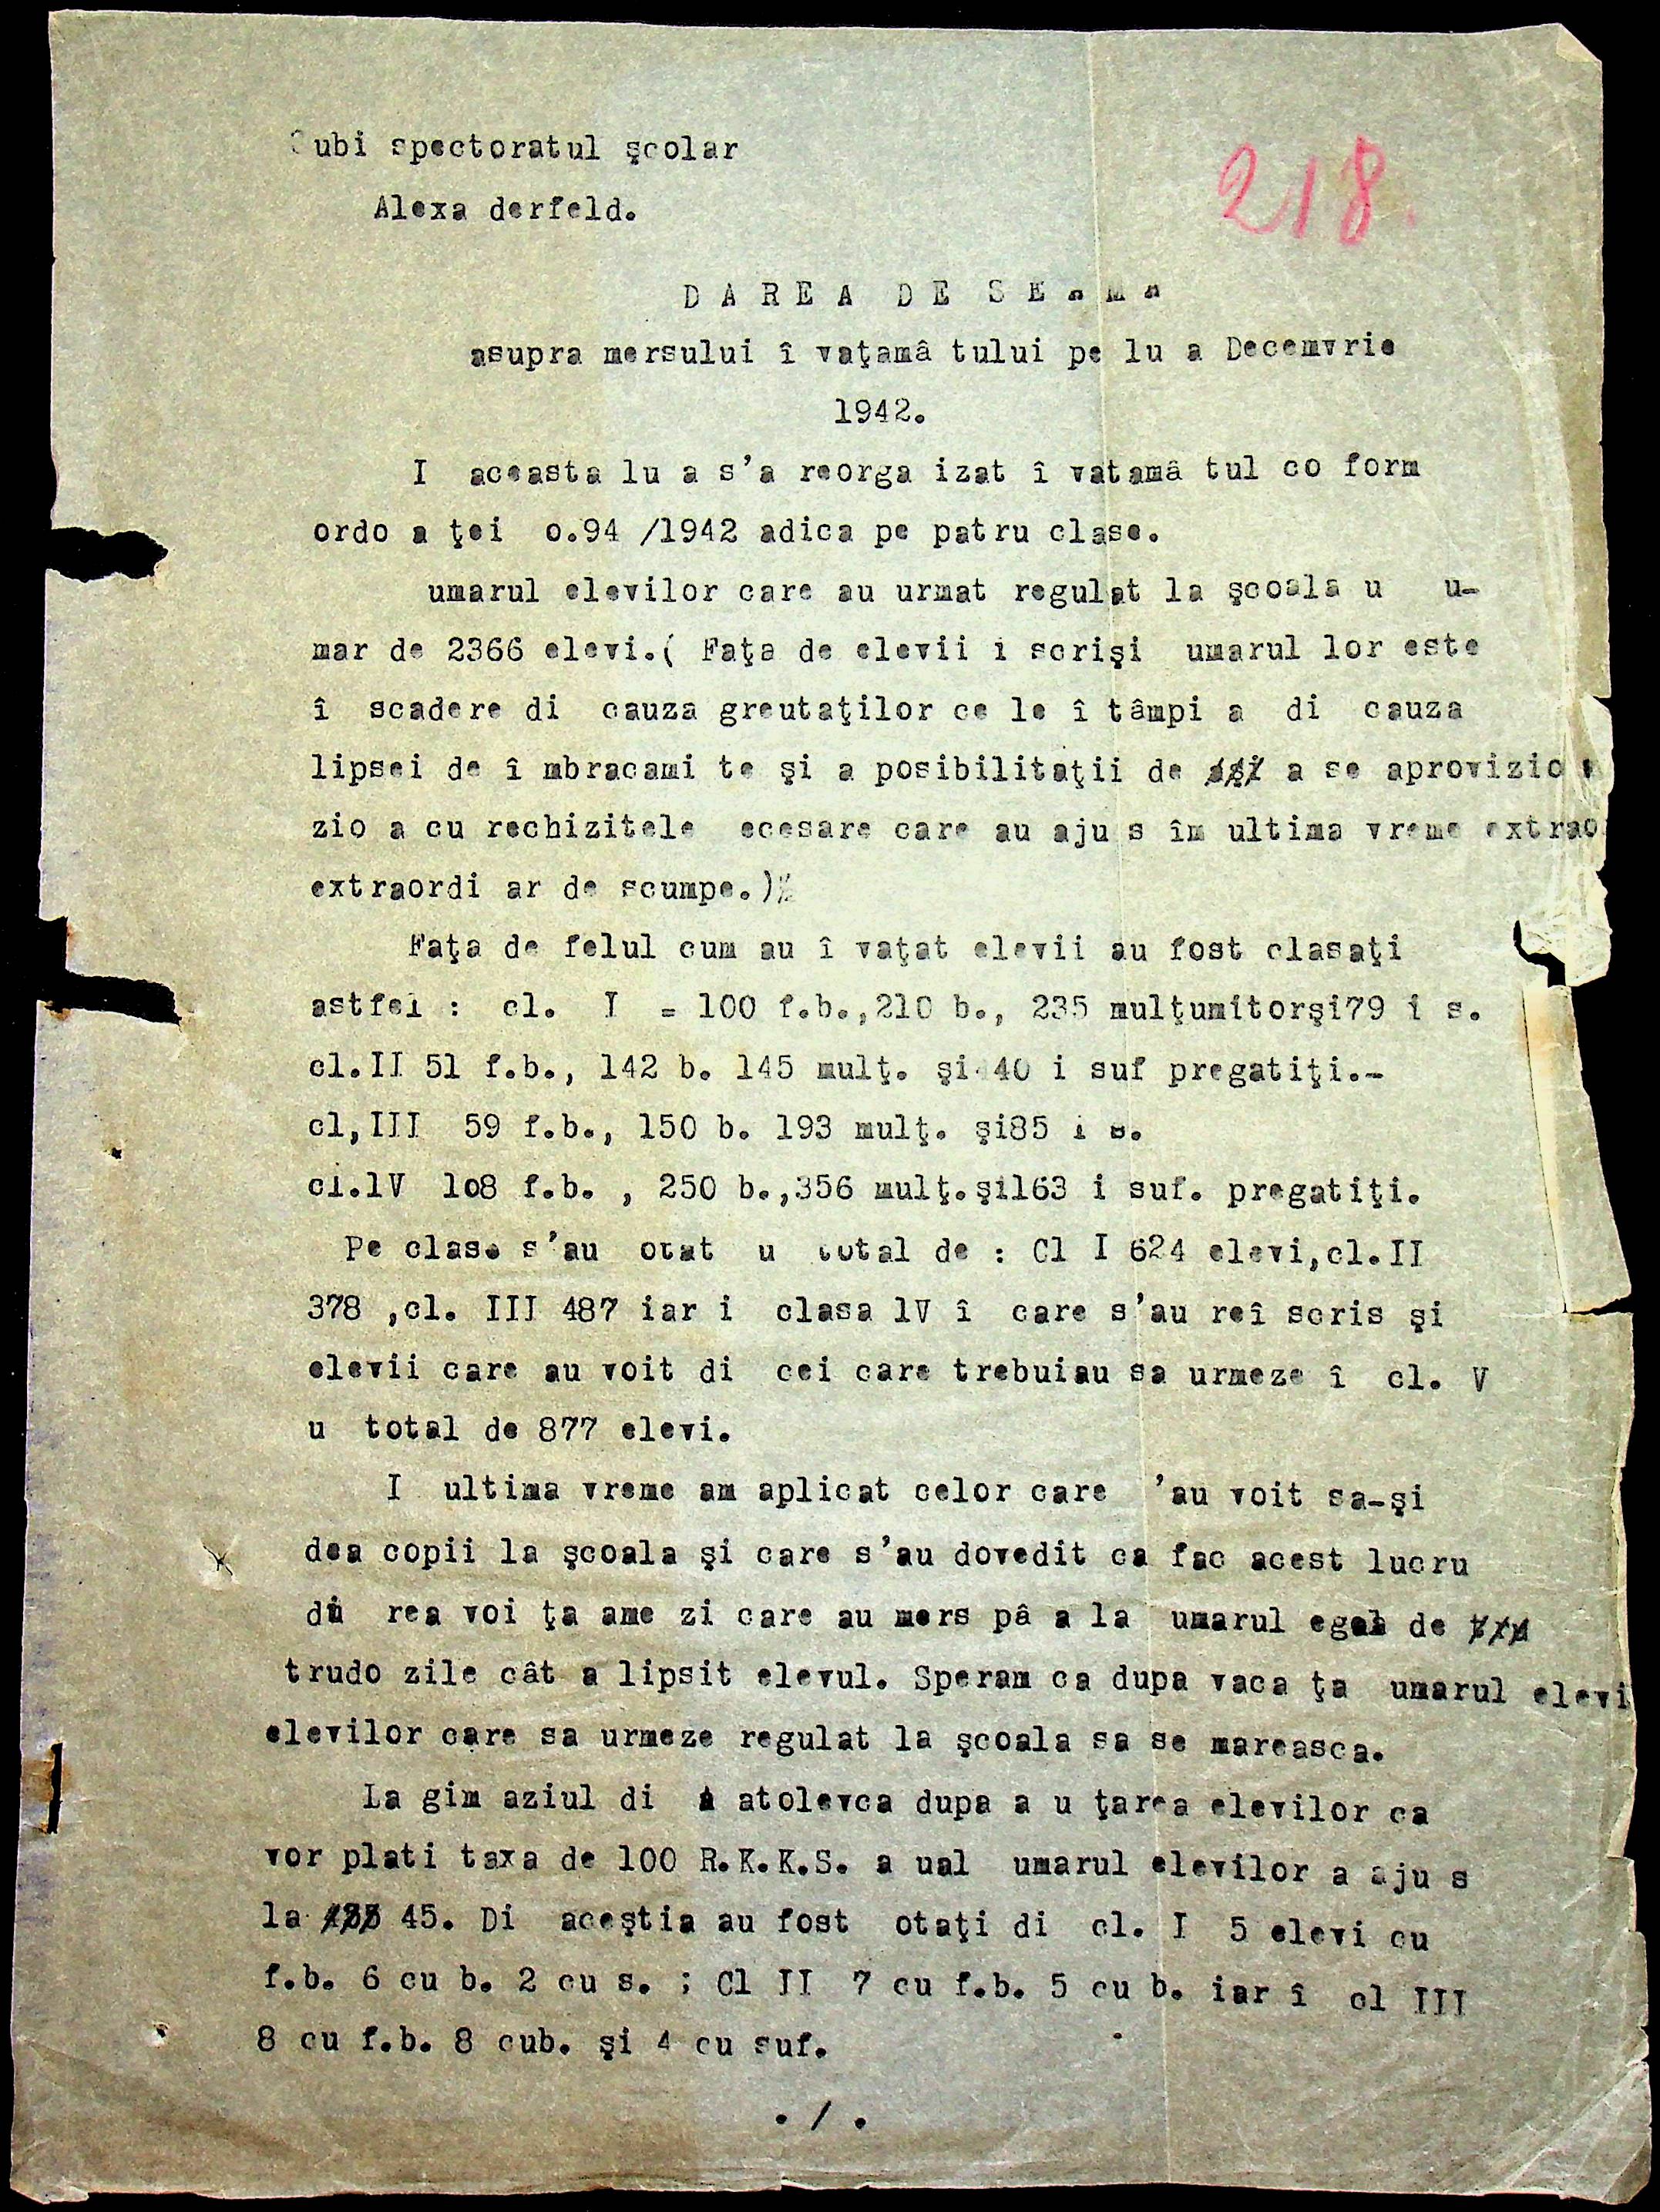 Subi spectoratul şcolar
218.
Alexa derfeld.
D A R E A  D E  S E A M A
asupra mersului î vaţamâ tului pe lu a Decemvrie
1942.
I  aceasta lu a s'a reorga izat î vatamâ tul co form
ordo a ţei  o.94 /1942 adica pe patru clase.
umarul elevilor care au urmat regulat la şcoala u   u-
mar de 2366 elevi.( Faţa de elevii i scrişi  umarul lor este
î  scadere di  cauza greutaţilor ce le î tâmpi a  di  cauza
lipsei de î mbracami te şi a posibilitaţii de a se aprovizio
zio a cu rechizitele  ecesare care au aju s îm ultima vreme extrao
extraordi ar de scumpe.)
Faţa de felul cum au î vaţat elevii au fost clasaţi
astfel :  cl.  I  = 100 f.b.,210 b., 235 mulţumitorşi79 i s.
cl.II 51 f.b., 142 b. 145 mulţ. şi 40 i suf pregatiţi.-
cl,III  59 f.b., 150 b. 193 mulţ. şi85 i s.
cl.lV  lo8 f.b. , 250 b.,356 mulţ.şi163 i suf. pregatiţi.
Pe clase s'au  otat  u  total de : Cl I 624 elevi,cl.II
378 ,cl. III 487 iar i  clasa lV î  care s'au reî scris şi
elevii care au voit di  cei care trebuiau sa urmeze î  cl. V
u  total de 877 elevi.
I  ultima vreme am aplicat celor care  'au voit sa-şi
dea copii la şcoala şi care s'au dovedit ca fac acest lucru
di  rea voi ţa ame zi care au mers pâ a la  umarul egal de
trudo zile cât a lipsit elevul. Speram ca dupa vaca ţa  umarul elevi
elevilor care sa urmeze regulat la şcoala sa se mareasca.
La gim aziul di  A atolevca dupa a u ţarea elevilor ca
vor plati taxa de 100 R.K.K.S. a ual  umarul elevilor a aju s
la 45. Di  aceştia au fost  otaţi di  cl. I  5 elevi cu
f.b. 6 cu b. 2 cu s. ; Cl II  7 cu f.b. 5 cu b. iar î  cl III
8 cu f.b. 8 cub. şi 4 cu suf.
. / .